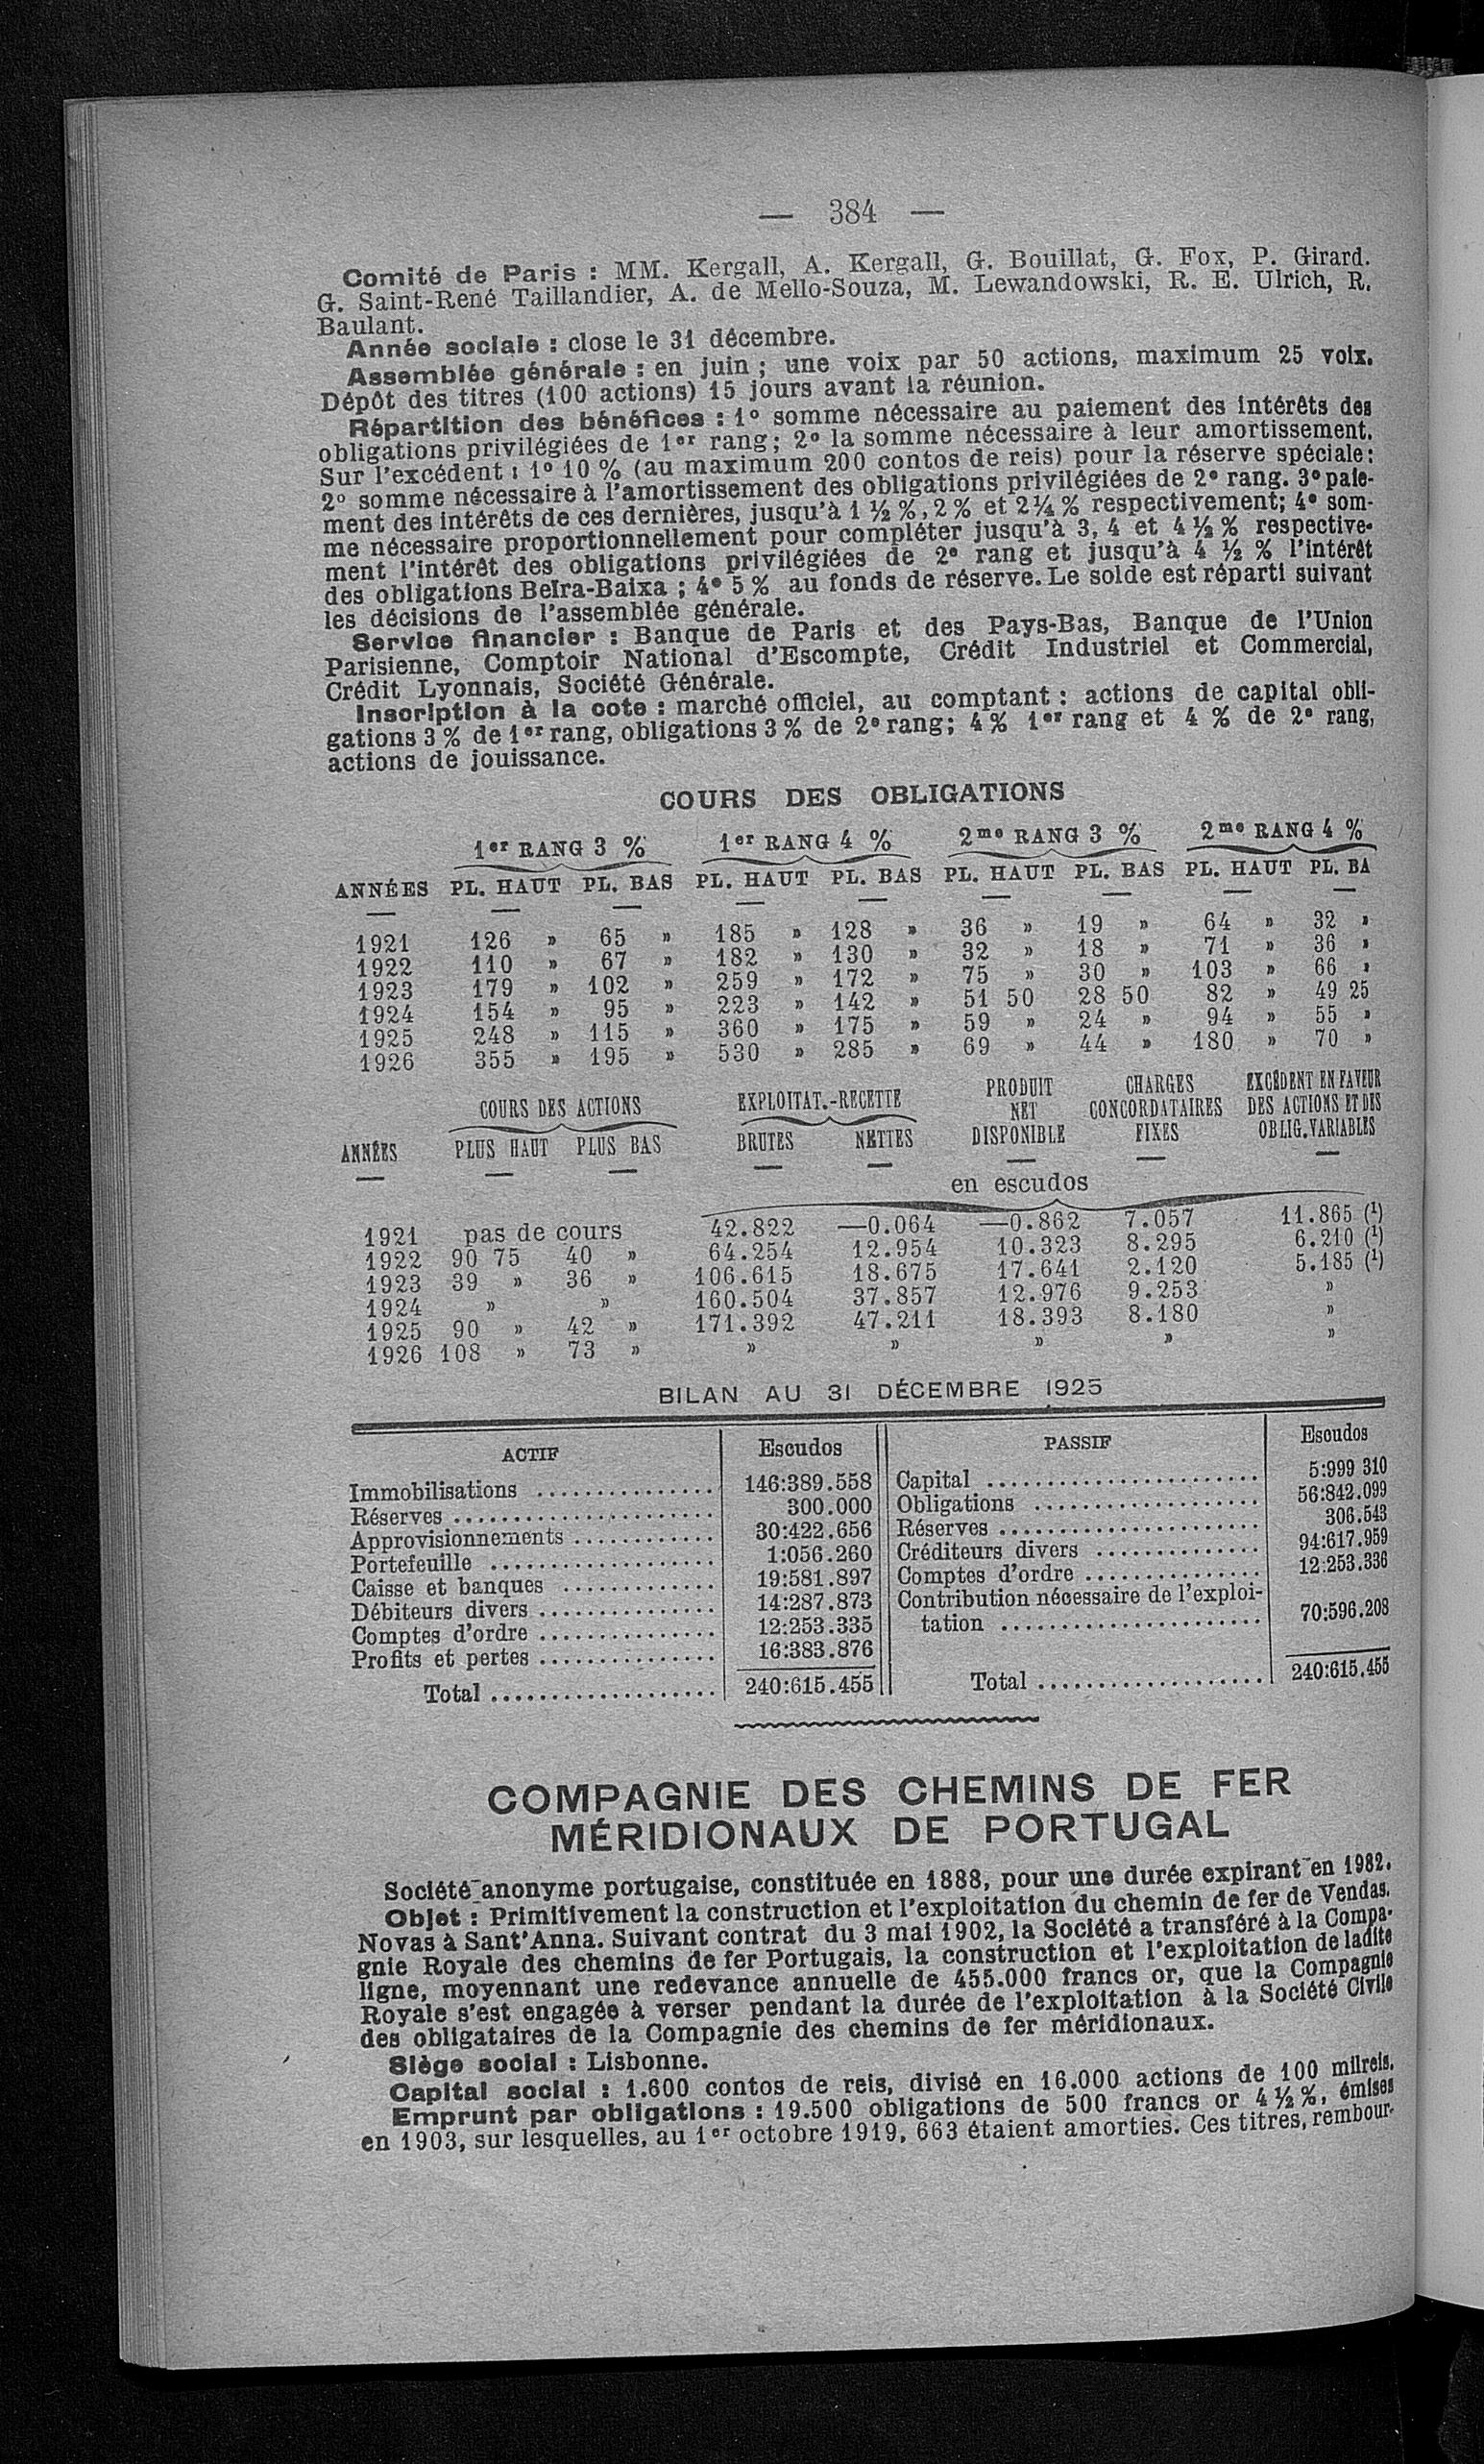 — 384 —
Comité de Paris : MM. Kergall, A. Kergall, G. Bouillat, G. Fox, P. Girard.
G. Saint-René Taillandier, A. de Mello-Souza, M. Lewandowski, R. E. Ulrich, R.
Baulant.
Année sociale : close le 31 décembre.
Assemblée générale : en juin ; une voix par 50 actions, maximum 25 voix.
Dépôt des titres (100 actions) 15 jours avant la réunion.
Répartition des bénéfices : 1º somme nécessaire au paiement des intérêts des
obligations privilégiées de 1er rang; 2º la somme nécessaire à leur amortissement.
Sur l'excédent : 1º 10 % (au maximum 200 contos de reis) pour la réserve spéciale:
2º somme nécessaire à l'amortissement des obligations privilégiées de 2e rang. 3º paie-
ment des intérêts de ces dernières, jusqu'à 1 ½ %, 2 % et 2¼ % respectivement; 4º som-
me nécessaire proportionnellement pour compléter jusqu'à 3, 4 et 4 ½ % respective-
ment l'intérêt des obligations privilégiées de 2e rang et jusqu'à 4 ½ % l'intérêt
des obligations Beira-Baixa ; 4º 5 % au fonds de réserve. Le solde est réparti suivant
les décisions de l'assemblée générale.
Service financier : Banque de Paris et des Pays-Bas, Banque de l'Union
Parisienne, Comptoir National d'Escompte, Crédit Industriel et Commercial,
Crédit Lyonnais, Société Générale.
Inscription à la cote : marché officiel, au comptant : actions de capital obli-
gations 3 % de 1er rang, obligations 3 % de 2e rang; 4 % 1er rang et 4 % de 2e rang,
actions de jouissance.
COURS DES OBLIGATIONS
1er RANG 3 % 1er RANG 4 % 2me RANG 3 % 2me RANG 4 %
ANNÉES PL. HAUT PL. BAS PL. HAUT PL. BAS PL. HAUT PL. BAS PL. HAUT PL. BA
1921 126 » 65 » 185 » 128 » 36 » 19 » 64 » 32 »
1922 110 » 67 » 182 » 130 » 32 » 18 » 71 » 36 »
1923 179 » 102 » 259 » 172 » 75 » 30 » 103 » 66 »
1924 154 » 95 » 223 » 142 » 51 50 28 50 82 » 49 25
1925 248 » 115 » 360 » 175 » 59 » 24 » 94 » 55 »
1926 355 » 195 » 530 » 285 » 69 » 44 » 180 » 70 »
COURS DES ACTIONS EXPLOITAT.-RECETTE PRODUIT NET DISPONIBLE CHARGES CONCORDATAIRES FIXES EXCÉDENT EN FAVEUR DES ACTIONS ET DES OBLIG. VARIABLES
ANNÉES PLUS HAUT PLUS BAS BRUTES NETTES
en escudos
1921 pas de cours 42.822 —0.064 —0.862 7.057 11.865 (1)
1922 90 75 40 » 64.254 12.954 10.323 8.295 6.210 (1)
1923 39 » 36 » 106.615 18.675 17.641 2.120 5.185 (1)
1924 » » 160.504 37.857 12.976 9.253 »
1925 90 » 42 » 171.392 47.211 18.393 8.180 »
1926 108 » 73 » » » » » »
BILAN AU 31 DÉCEMBRE 1925
ACTIF Escudos PASSIF Escudos
Immobilisations ............... 146:389.558 Capital ....................... 5:999 310
Réserves ...................... 300.000 Obligations ................... 56:842.099
Approvisionnements ............ 30:422.656 Réserves ...................... 306.543
Portefeuille ................... 1:056.260 Créditeurs divers .............. 94:617.959
Caisse et banques ............. 19:581.897 Comptes d'ordre ............... 12:253.336
Débiteurs divers ............... 14:287.873 Contribution nécessaire de l'exploi-
Comptes d'ordre ............... 12:253.335 tation ...................... 70:596.208
Profits et pertes ............... 16:383.876
Total ................... 240:615.455 Total ................... 240:615.455
COMPAGNIE DES CHEMINS DE FER
MÉRIDIONAUX DE PORTUGAL
Société anonyme portugaise, constituée en 1888, pour une durée expirant en 1982.
Objet : Primitivement la construction et l'exploitation du chemin de fer de Vendas.
Novas à Sant'Anna. Suivant contrat du 3 mai 1902, la Société a transféré à la Compa-
gnie Royale des chemins de fer Portugais, la construction et l'exploitation de ladite
ligne, moyennant une redevance annuelle de 455.000 francs or, que la Compagnie
Royale s'est engagée à verser pendant la durée de l'exploitation à la Société Civile
des obligataires de la Compagnie des chemins de fer méridionaux.
Siège social : Lisbonne.
Capital social : 1.600 contos de reis, divisé en 16.000 actions de 100 milreis.
Emprunt par obligations : 19.500 obligations de 500 francs or 4 ½ %, émises
en 1903, sur lesquelles, au 1er octobre 1919, 663 étaient amorties. Ces titres, rembour-